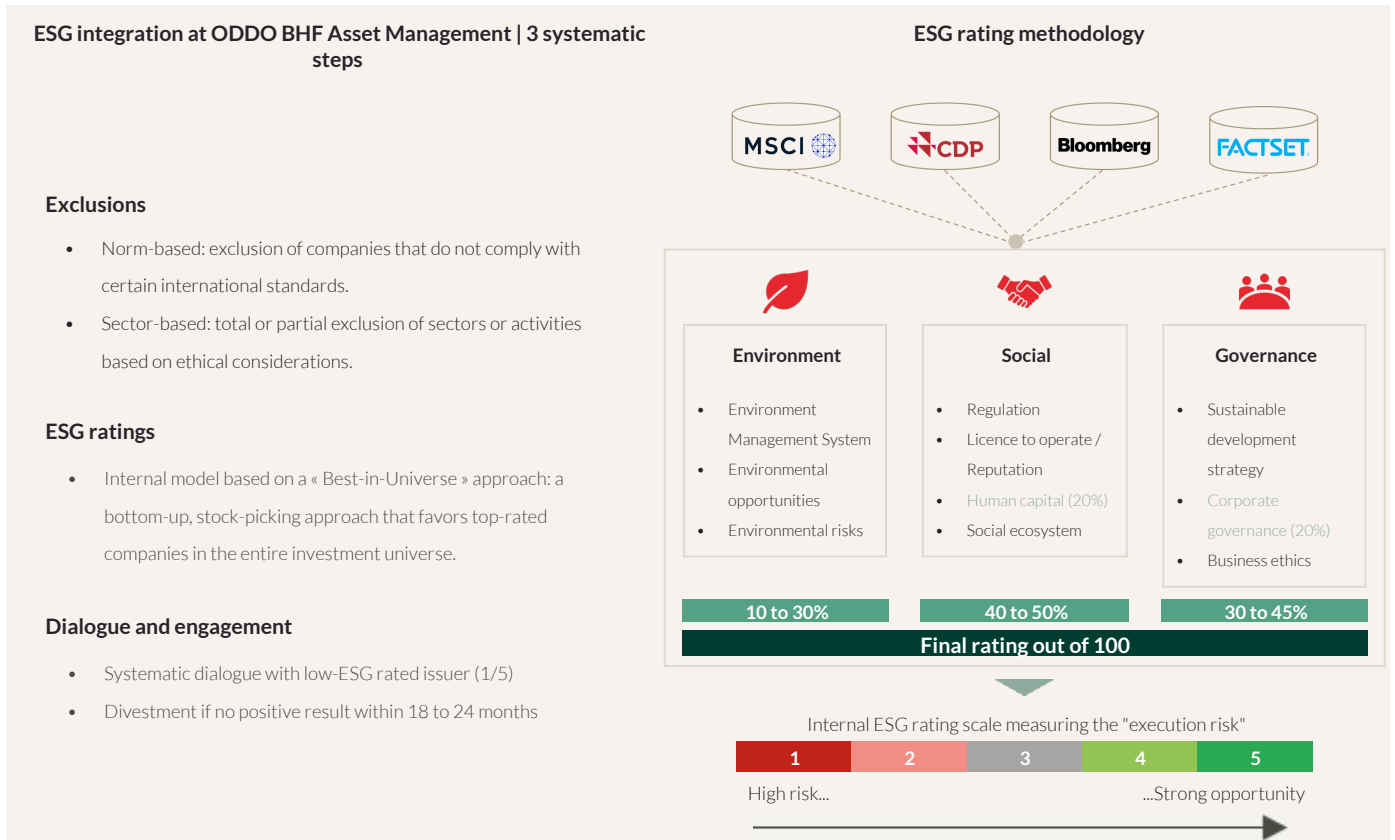 ESG integration at ODDO BHF Asset Management | 3 systematic
steps
Exclusions
• Norm-based: exclusion of companies that do not comply with
certain international standards.
• Sector-based: total or partial exclusion of sectors or activities
based on ethical considerations.
ESG ratings
• Internal model based on a « Best-in-Universe » approach: a
bottom-up, stock-picking approach that favors top-rated
companies in the entire investment universe.
Dialogue and engagement
• Systematic dialogue with low-ESG rated issuer (1/5)
• Divestment if no positive result within 18 to 24 months
ESG rating methodology
MSCI
CDP
Bloomberg
FACTSET
Environment
• Environment
Management System
• Environmental
opportunities
• Environmental risks
10 to 30%
Social
• Regulation
• Licence to operate /
Reputation
• Human capital (20%)
• Social ecosystem
40 to 50%
Governance
• Sustainable
development
strategy
• Corporate
governance (20%)
• Business ethics
30 to 45%
Final rating out of 100
Internal ESG rating scale measuring the "execution risk"
1 2 3 4 5
High risk... ...Strong opportunity